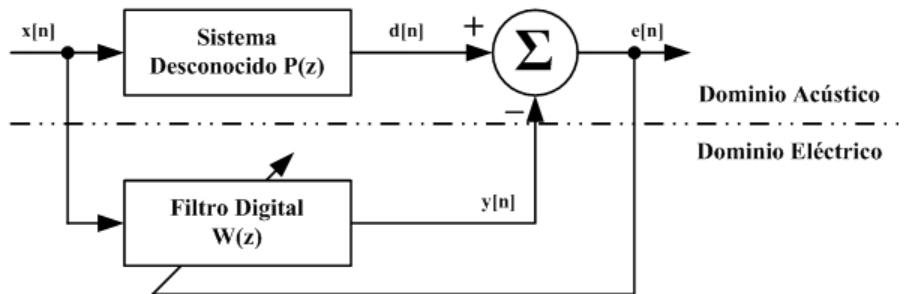 x[n]
Sistema
Desconocido P(z)
d[n]
+
Σ
e[n]
Dominio Acústico
–
Dominio Eléctrico
Filtro Digital
W(z)
y[n]